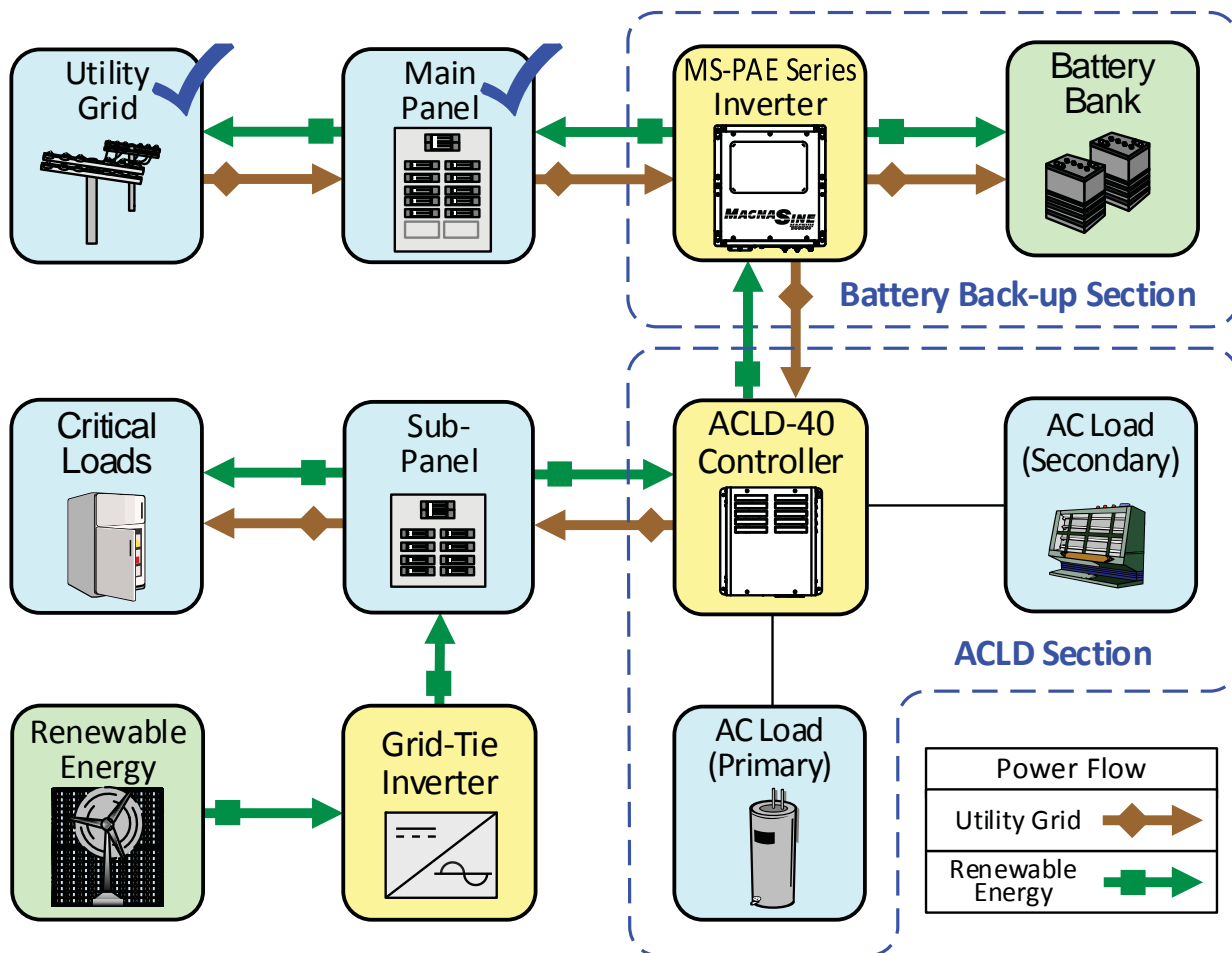 Utility
Grid
Main
Panel
MS-PAE Series
Inverter
MAGNASINE
Battery
Bank
Battery Back-up Section
Critical
Loads
Sub-
Panel
ACLD-40
Controller
AC Load
(Secondary)
ACLD Section
Renewable
Energy
Grid-Tie
Inverter
AC Load
(Primary)
Power Flow
Utility Grid
Renewable
Energy